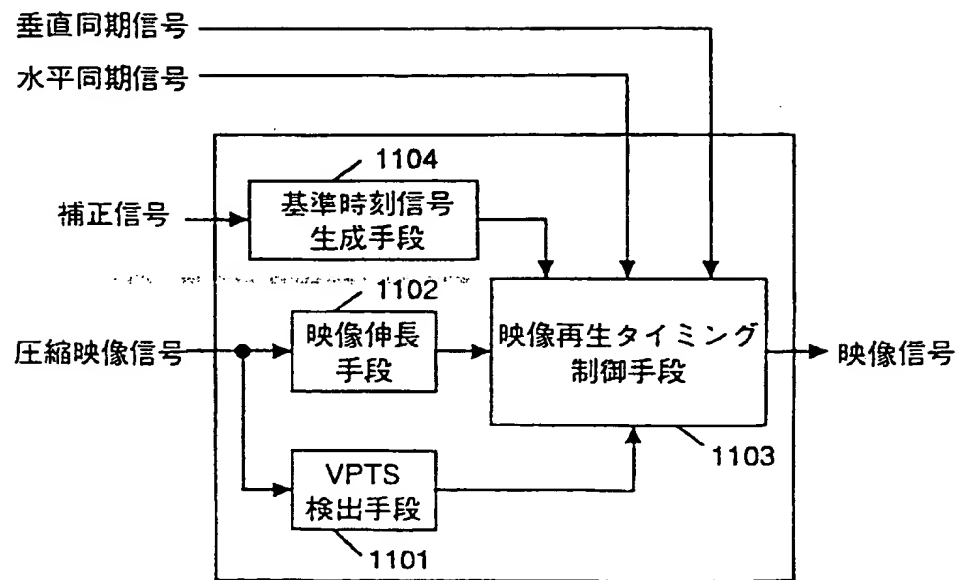 垂直同期信号
水平同期信号
1104
補正信号
基準時刻信号
生成手段
1102
圧縮映像信号
映像伸長
手段
映像再生タイミング
制御手段
映像信号
1103
VPTS
検出手段
1101